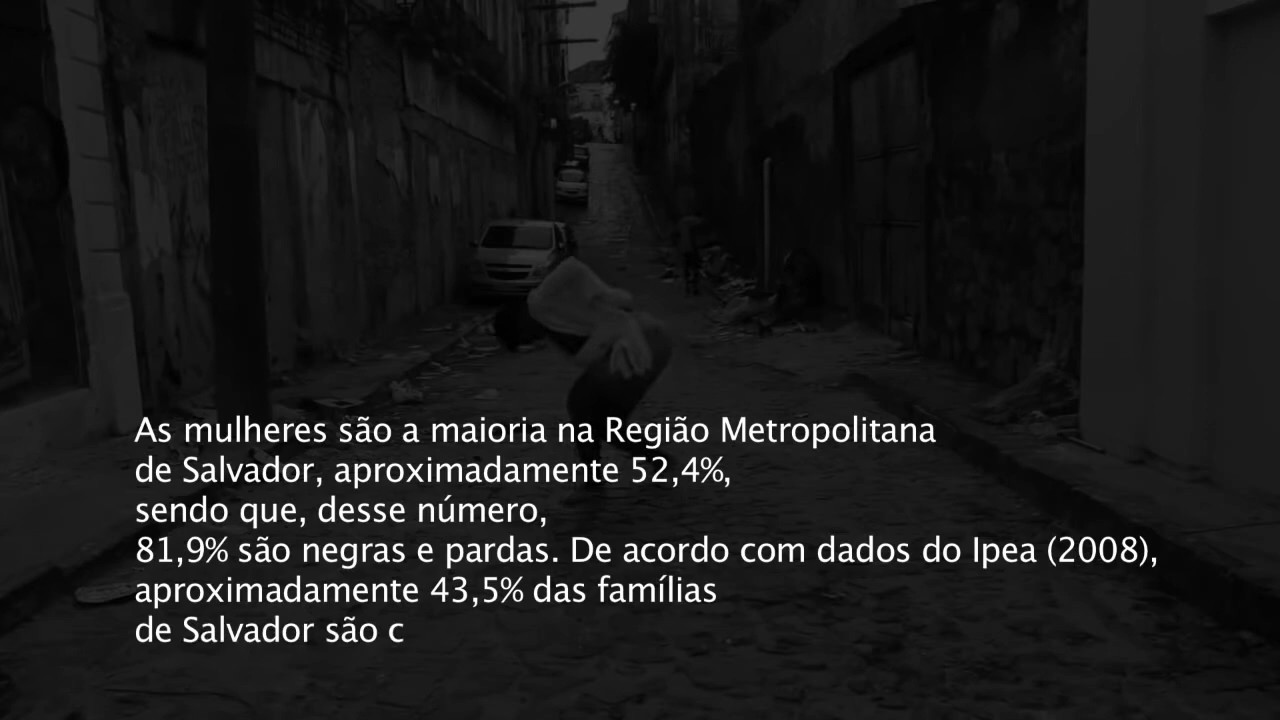 As mulheres são a maioria na Região Metropolitana
de Salvador, aproximadamente 52,4%,
sendo que, desse número,
81,9% são negras e pardas. De acordo com dados do Ipea (2008),
aproximadamente 43,5% das famílias
de Salvador são c